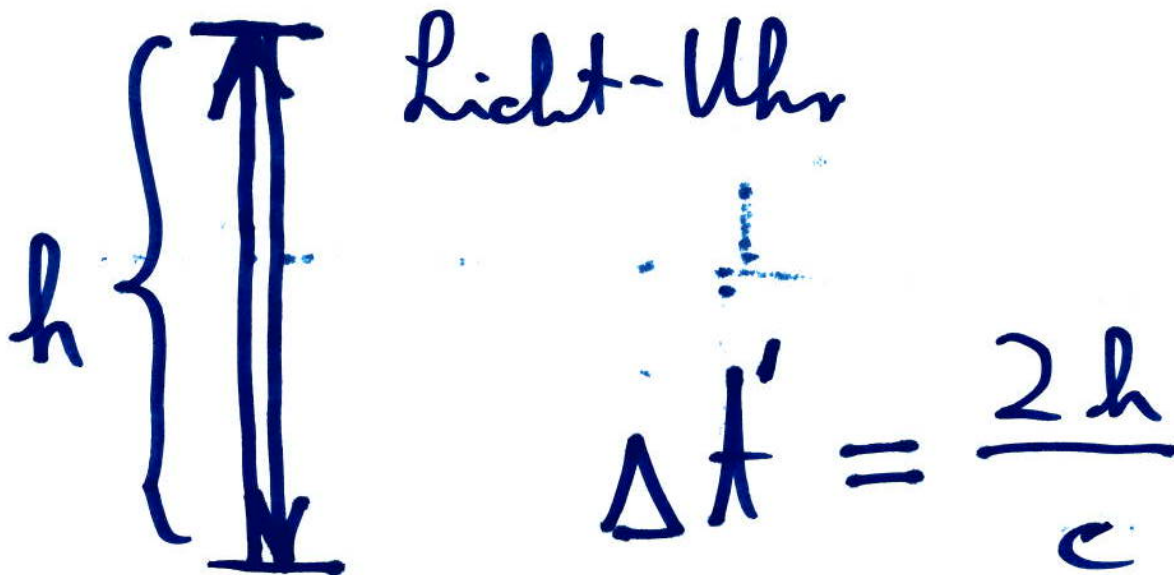 Licht-Uhr
h
Δt' = 2h/c